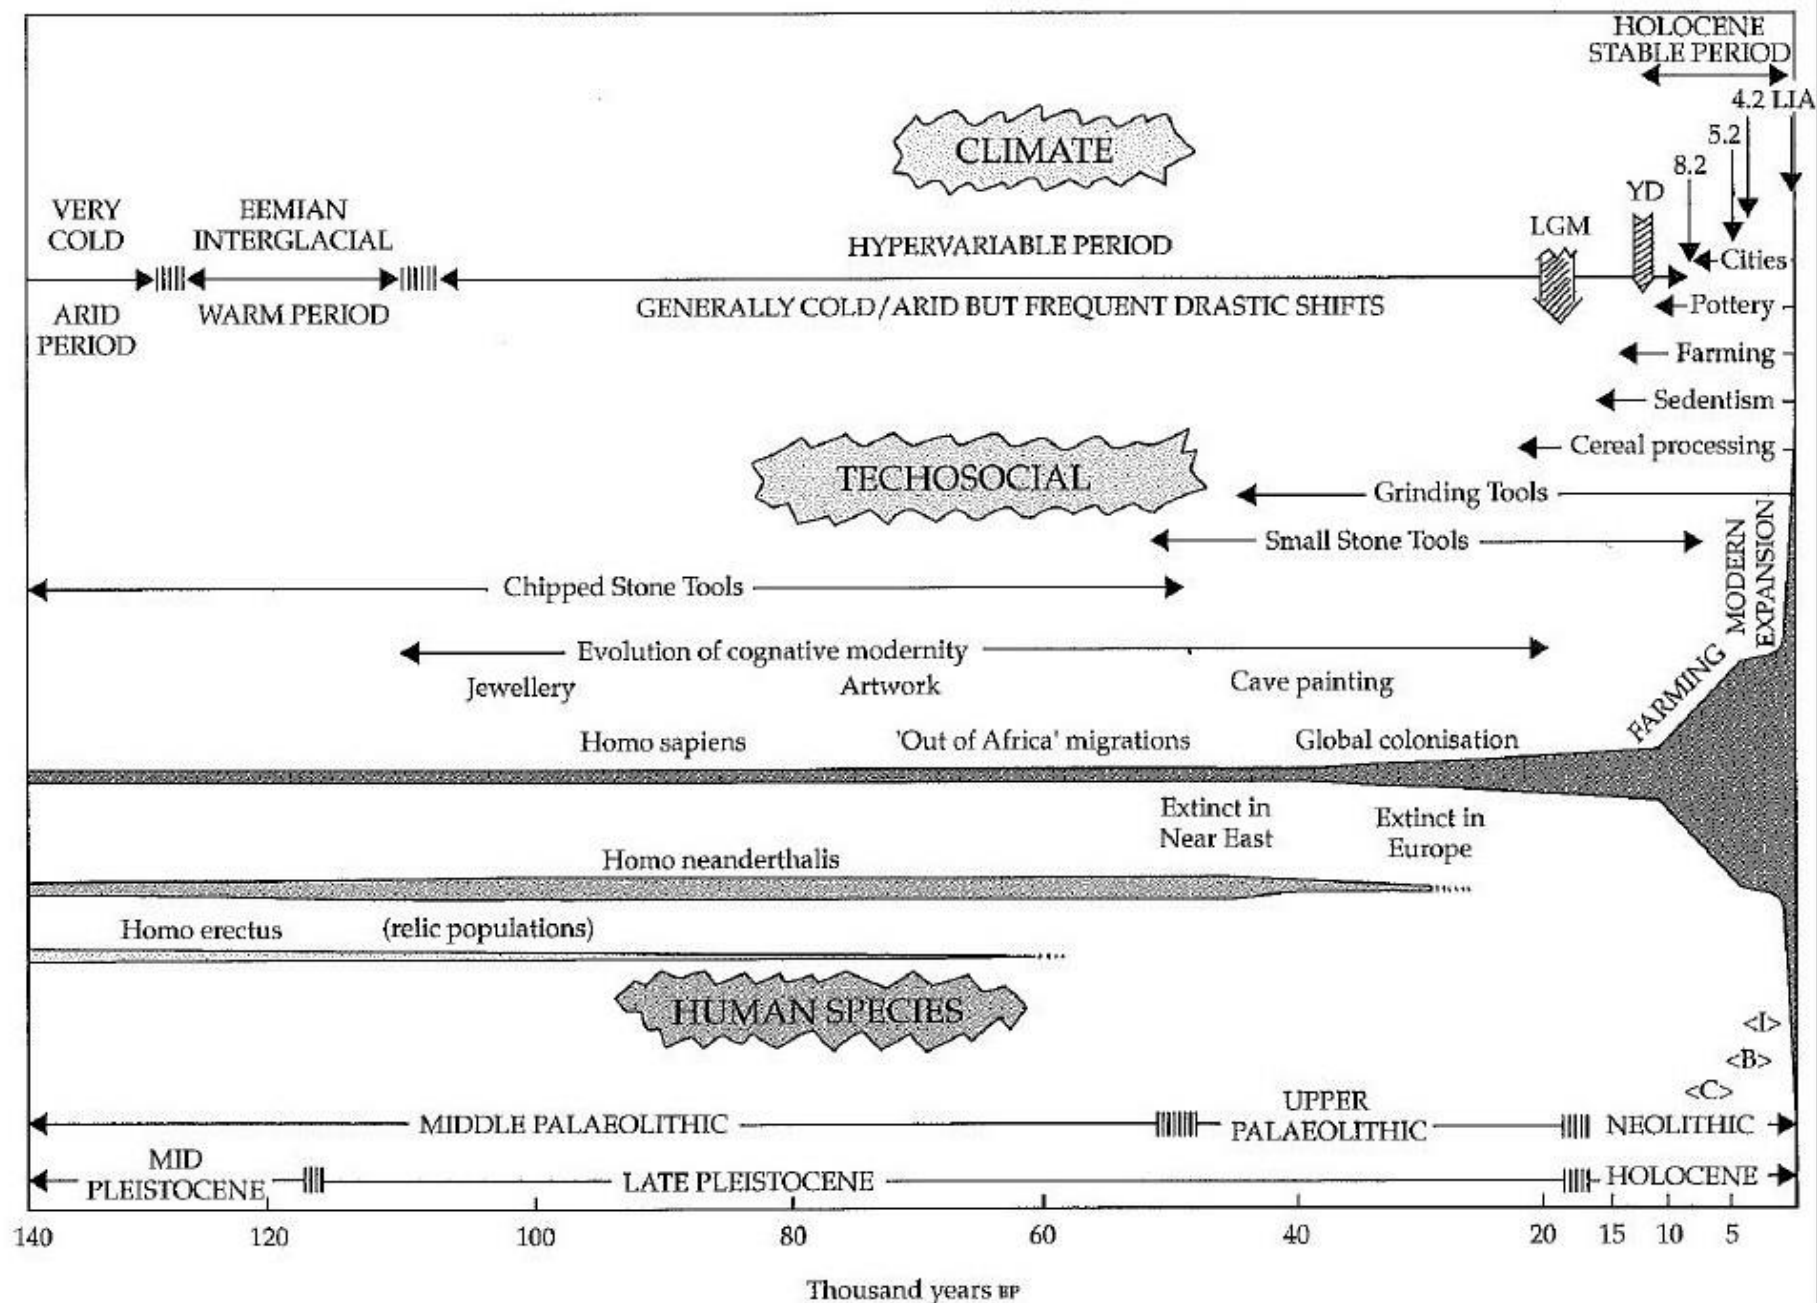 HOLOCENE
STABLE PERIOD
4.2 LIA
5.2
8.2
CLIMATE
YD
VERY
COLD
EEMIAN
INTERGLACIAL
HYPERVARIABLE PERIOD
LGM
Cities
ARID
PERIOD
WARM PERIOD
GENERALLY COLD/ARID BUT FREQUENT DRASTIC SHIFTS
Pottery
Farming
Sedentism
Cereal processing
TECHOSOCIAL
Grinding Tools
Small Stone Tools
Chipped Stone Tools
MODERN
EXPANSION
Evolution of cognative modernity
Jewellery
Artwork
Cave painting
FARMING
Homo sapiens
'Out of Africa' migrations
Global colonisation
Extinct in
Near East
Extinct in
Europe
Homo neanderthalis
Homo erectus
(relic populations)
HUMAN SPECIES
<I>
<B>
<C>
MIDDLE PALAEOLITHIC
UPPER
PALAEOLITHIC
NEOLITHIC
MID
PLEISTOCENE
LATE PLEISTOCENE
HOLOCENE
140 120 100 80 60 40 20 15 10 5
Thousand years BP